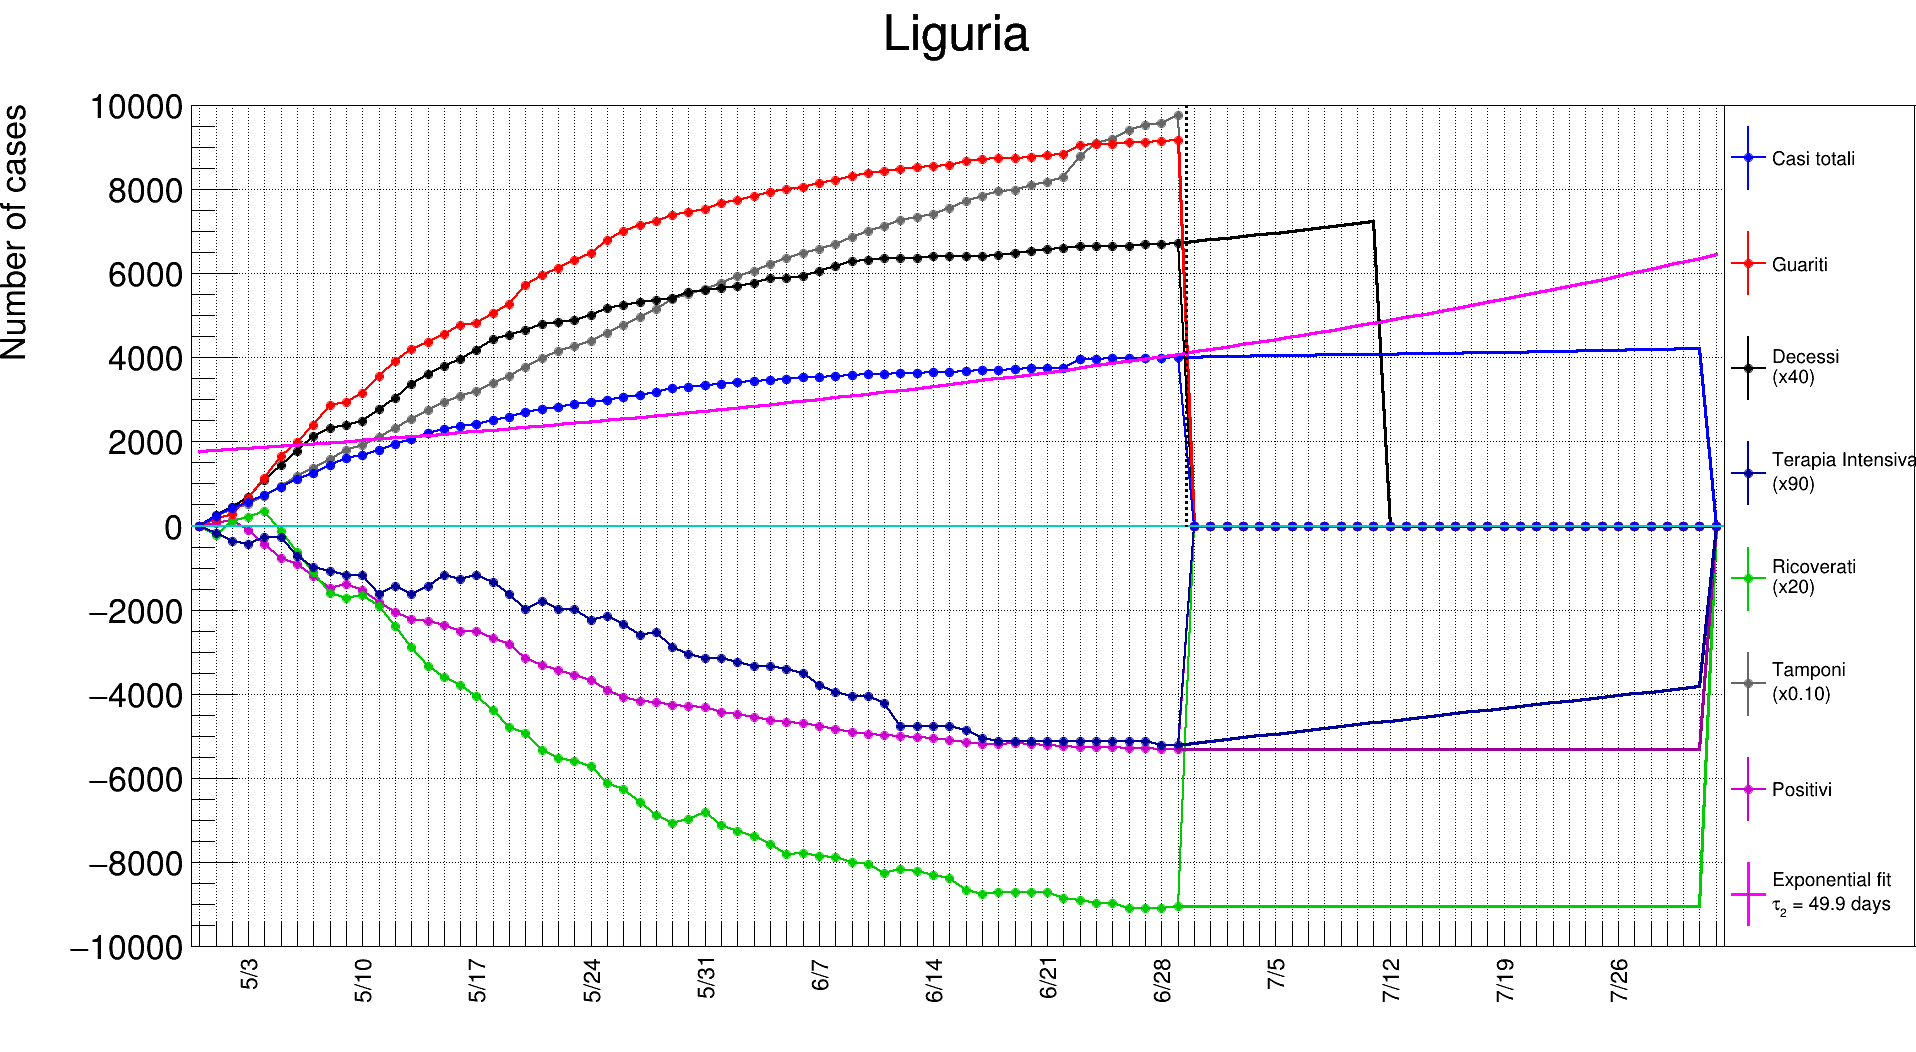 Liguria
Number of cases
10000
8000
6000
4000
2000
0
−2000
−4000
−6000
−8000
−10000
5/3
5/10
5/17
5/24
5/31
6/7
6/14
6/21
6/28
7/5
7/12
7/19
7/26
Casi totali
Guariti
Decessi
(x40)
Terapia Intensiva
(x90)
Ricoverati
(x20)
Tamponi
(x0.10)
Positivi
Exponential fit
τ2 = 49.9 days